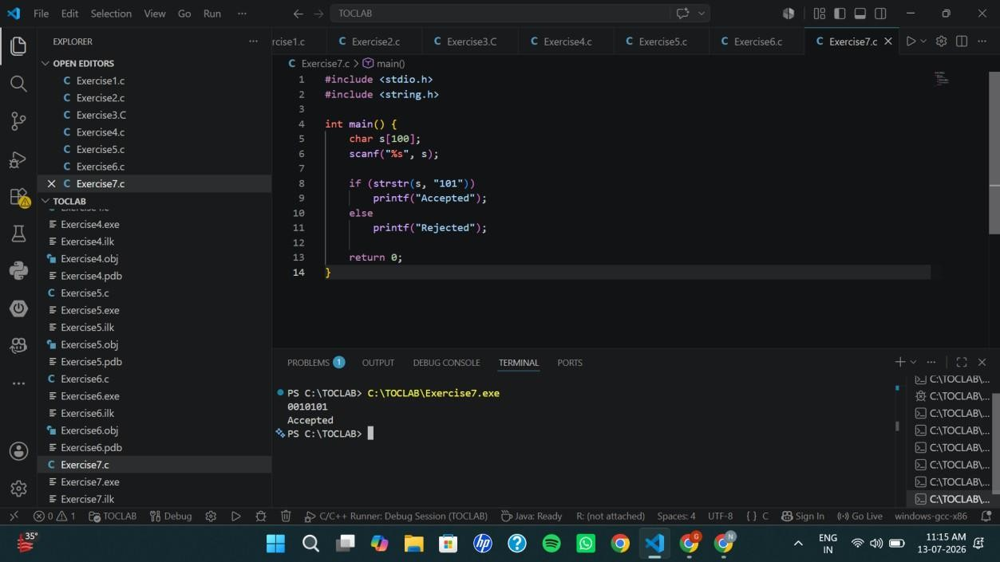 File Edit Selection View Go Run ··· TOCLAB
EXPLORER ···
OPEN EDITORS
C Exercise1.c
C Exercise2.c
C Exercise3.C
C Exercise4.c
C Exercise5.c
C Exercise6.c
C Exercise7.c
TOCLAB
Exercise4.exe
Exercise4.ilk
Exercise4.obj
Exercise4.pdb
C Exercise5.c
Exercise5.exe
Exercise5.ilk
Exercise5.obj
Exercise5.pdb
C Exercise6.c
Exercise6.exe
Exercise6.ilk
Exercise6.obj
Exercise6.pdb
C Exercise7.c
Exercise7.exe
Exercise7.ilk
rcise1.c C Exercise2.c C Exercise3.C C Exercise4.c C Exercise5.c C Exercise6.c C Exercise7.c
C Exercise7.c > main()
1 #include <stdio.h>
2 #include <string.h>
3
4 int main() {
5 char s[100];
6 scanf("%s", s);
7
8 if (strstr(s, "101"))
9 printf("Accepted");
10 else
11 printf("Rejected");
12
13 return 0;
14 }
PROBLEMS 1 OUTPUT DEBUG CONSOLE TERMINAL PORTS
PS C:\TOCLAB> C:\TOCLAB\Exercise7.exe
0010101
Accepted
PS C:\TOCLAB>
C:\TOCLAB\...
C:\TOCLAB\...
C:\TOCLAB\...
C:\TOCLAB\...
C:\TOCLAB\...
C:\TOCLAB\...
C:\TOCLAB\...
C:\TOCLAB\...
0 1 TOCLAB Debug C/C++ Runner: Debug Session (TOCLAB) Java: Ready R: (not attached) Spaces: 4 UTF-8 { } C Sign In Go Live windows-gcc-x86
35°
hp
G
N
ENG
IN
11:15 AM
13-07-2026